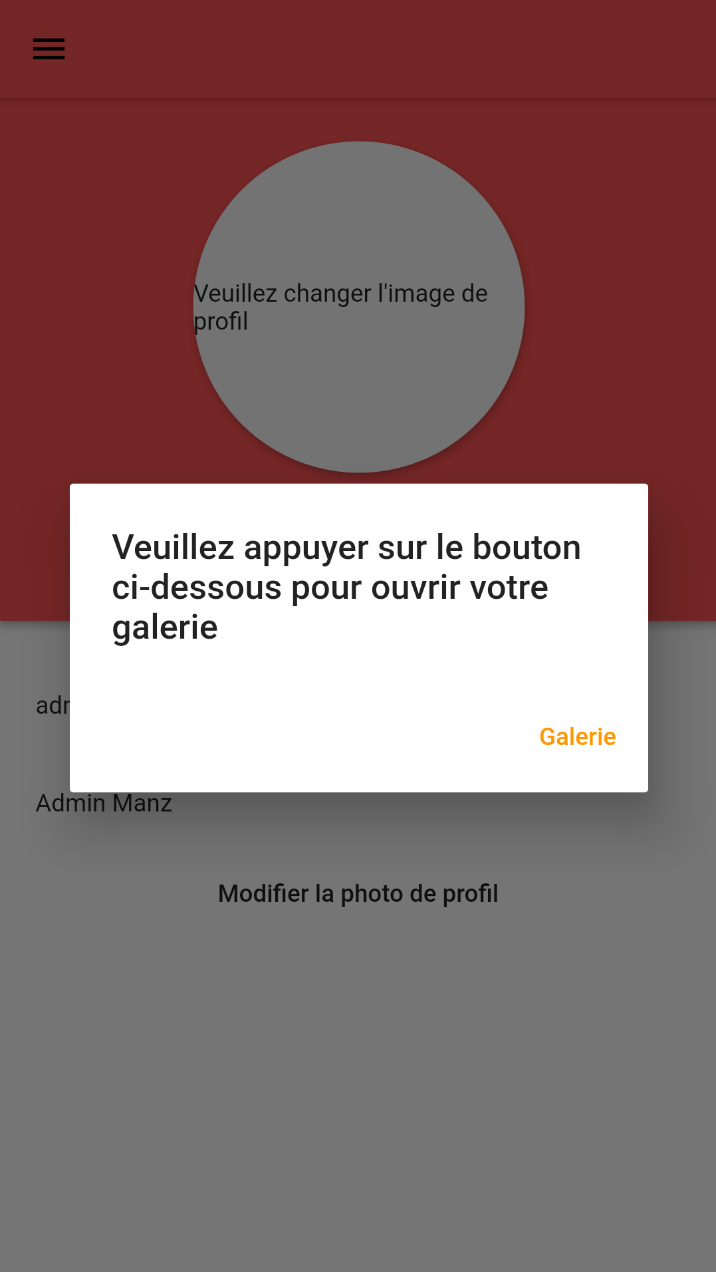 Veuillez changer l'image de
profil
Veuillez appuyer sur le bouton
ci-dessous pour ouvrir votre
galerie
Galerie
Admin Manz
Modifier la photo de profil